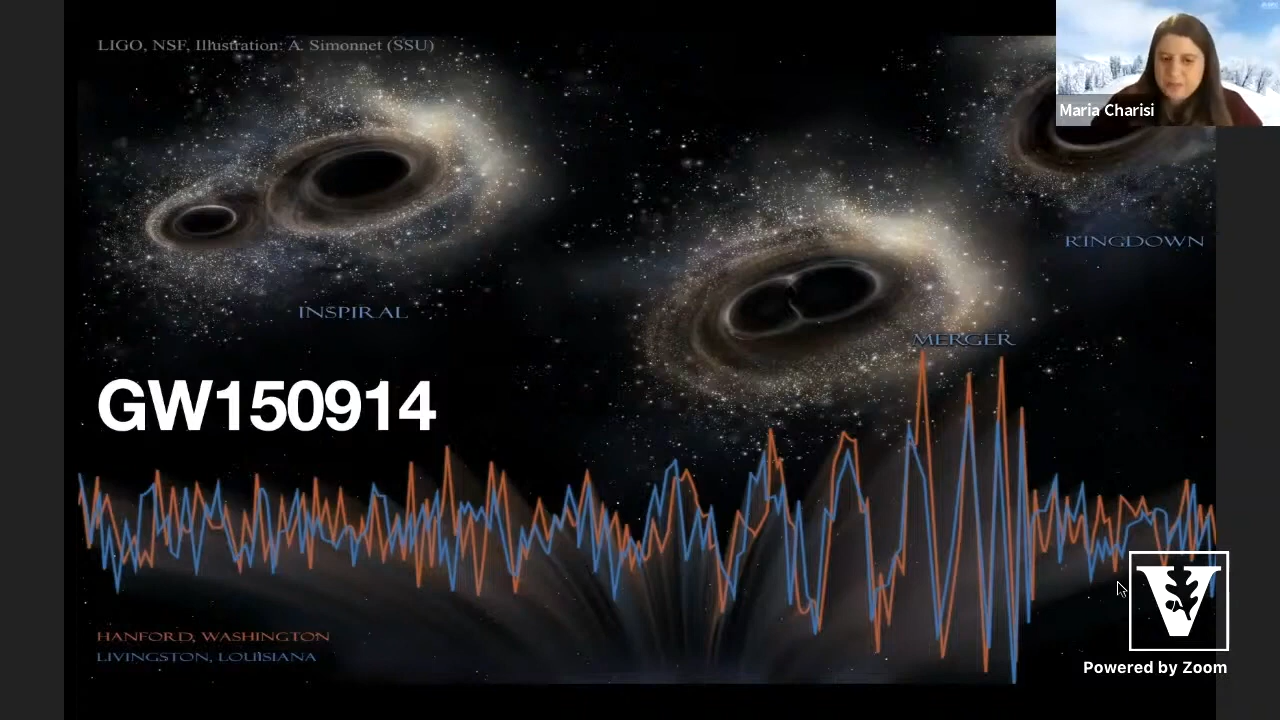 LIGO, NSF, Illustration: A. Simonnet (SSU)
Maria Charisi
RINGDOWN
INSPIRAL
MERGER
GW150914
HANFORD, WASHINGTON
LIVINGSTON, LOUISIANA
V
Powered by Zoom